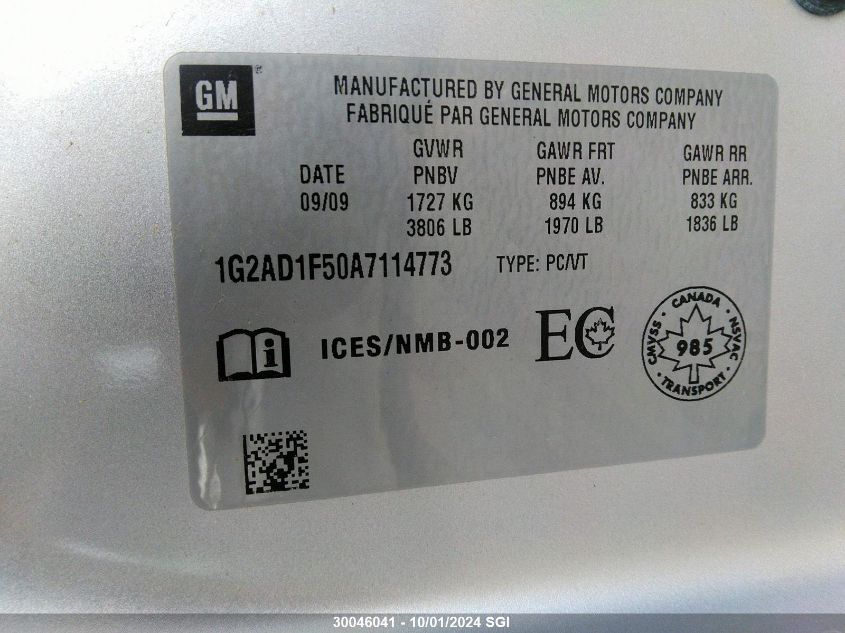 GM
MANUFACTURED BY GENERAL MOTORS COMPANY
FABRIQUÉ PAR GENERAL MOTORS COMPANY
GVWR GAWR FRT GAWR RR
DATE PNBV PNBE AV. PNBE ARR.
09/09 1727 KG 894 KG 833 KG
3806 LB 1970 LB 1836 LB
1G2AD1F50A7114773 TYPE: PC/VT
ICES/NMB-002 EC
CANADA
CMVSS 985 NSVAC
TRANSPORT
30046041 - 10/01/2024 SGI